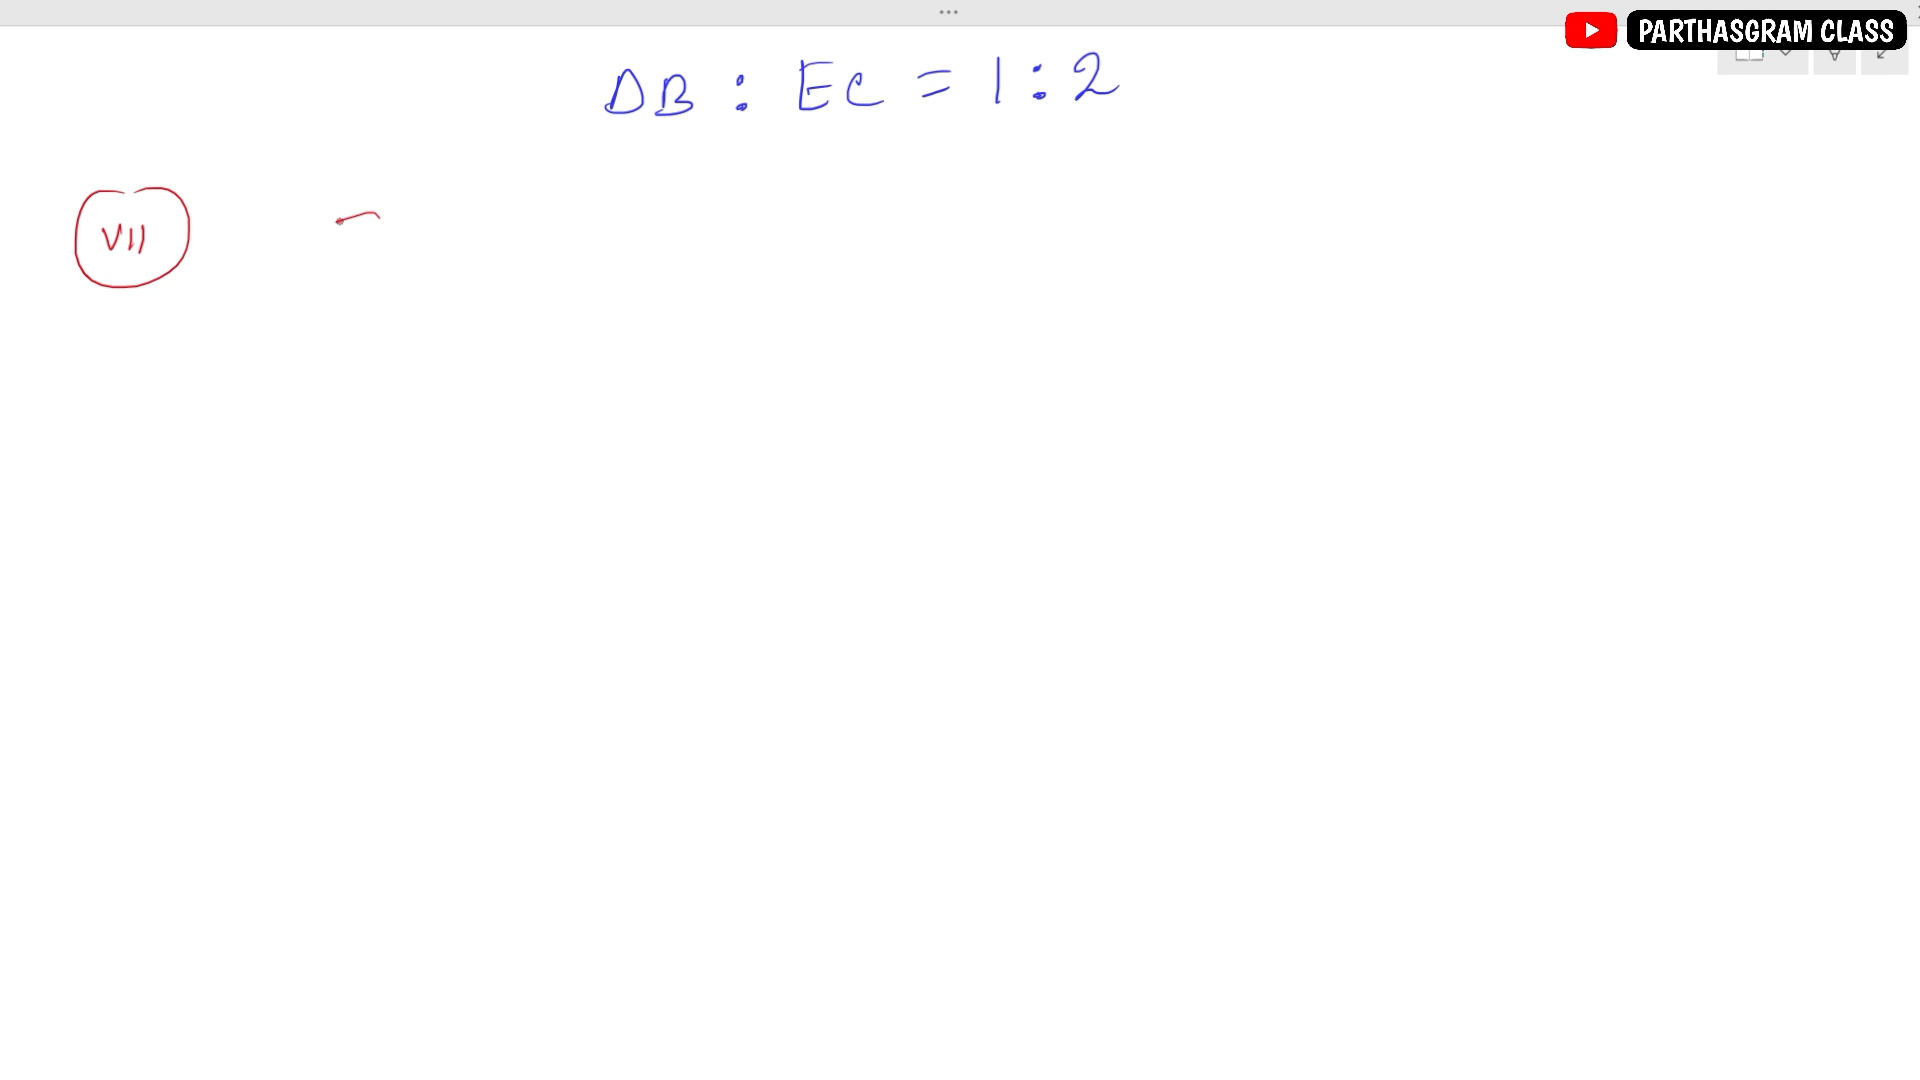 PARTHASGRAM CLASS
DB : EC = 1 : 2
VII